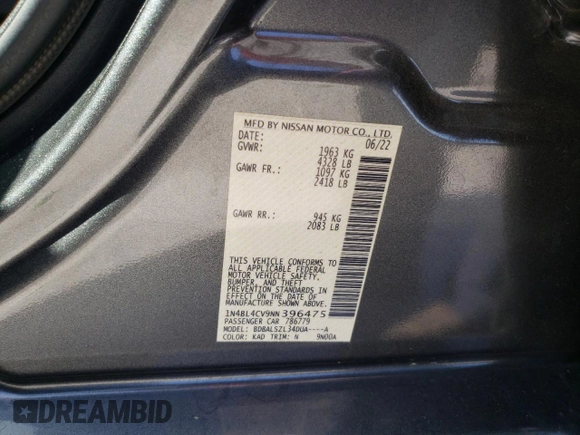 MFD BY NISSAN MOTOR CO., LTD.
DATE: 06/22
GVWR: 1963 KG
4328 LB
GAWR FR.: 1097 KG
2418 LB
GAWR RR.: 945 KG
2083 LB
THIS VEHICLE CONFORMS TO
ALL APPLICABLE FEDERAL
MOTOR VEHICLE SAFETY,
BUMPER, AND THEFT
PREVENTION STANDARDS IN
EFFECT ON THE DATE OF
MANUFACTURE SHOWN ABOVE.
1N4BL4CV9NN396475
PASSENGER CAR 786779
MODEL: BDBALSZL34DUA----A
COLOR: KAD TRIM: N 9N00A
DREAMBID